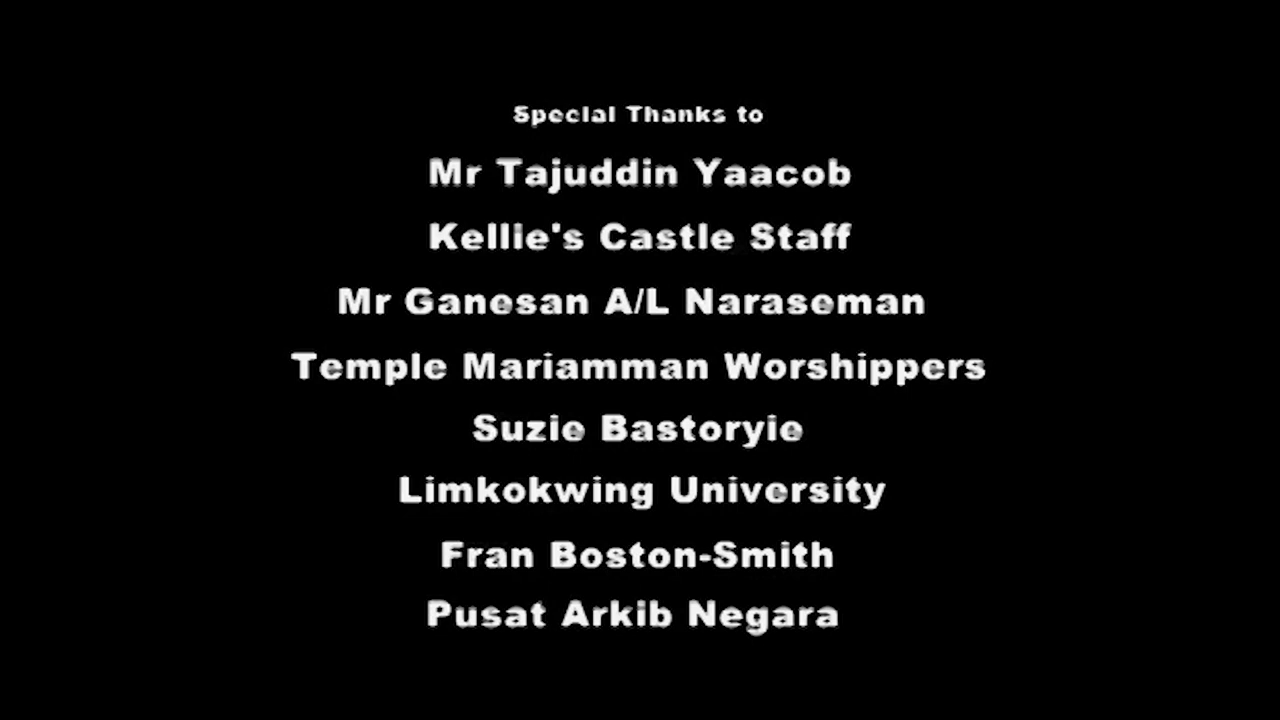 Special Thanks to
Mr Tajuddin Yaacob
Kellie's Castle Staff
Mr Ganesan A/L Naraseman
Temple Mariamman Worshippers
Suzie Bastoryie
Limkokwing University
Fran Boston-Smith
Pusat Arkib Negara